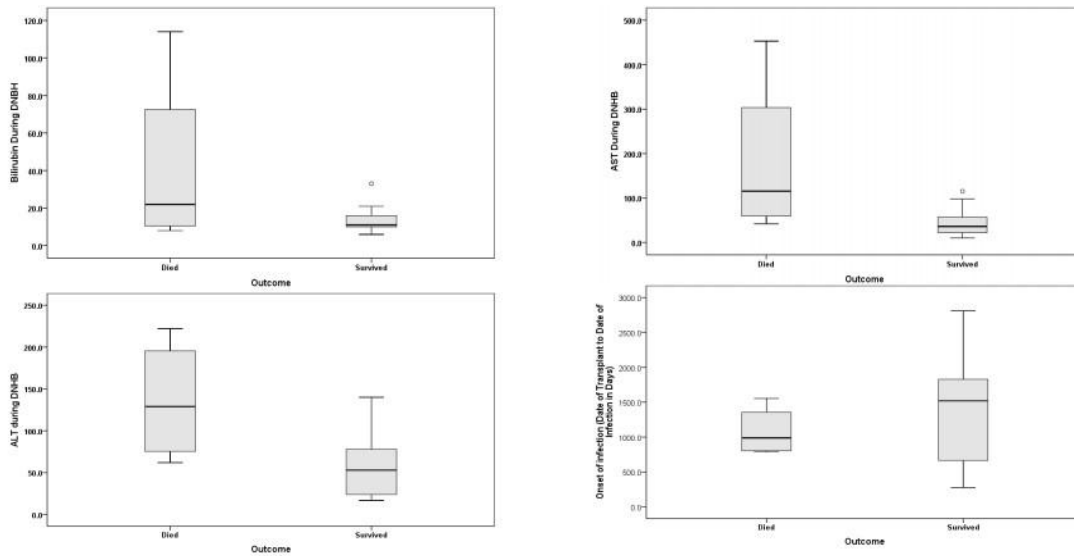 120.0
100.0
80.0
60.0
40.0
20.0
0.0
Bilirubin During DNBH
Died
Survived
Outcome
500.0
400.0
300.0
200.0
100.0
0.0
AST During DNHB
Died
Survived
Outcome
250.0
200.0
150.0
100.0
50.0
0.0
ALT during DNHB
Died
Survived
Outcome
3000.0
2500.0
2000.0
1500.0
1000.0
500.0
0.0
Onset of infection (Date of Transplant to Date of
Infection in Days)
Died
Survived
Outcome